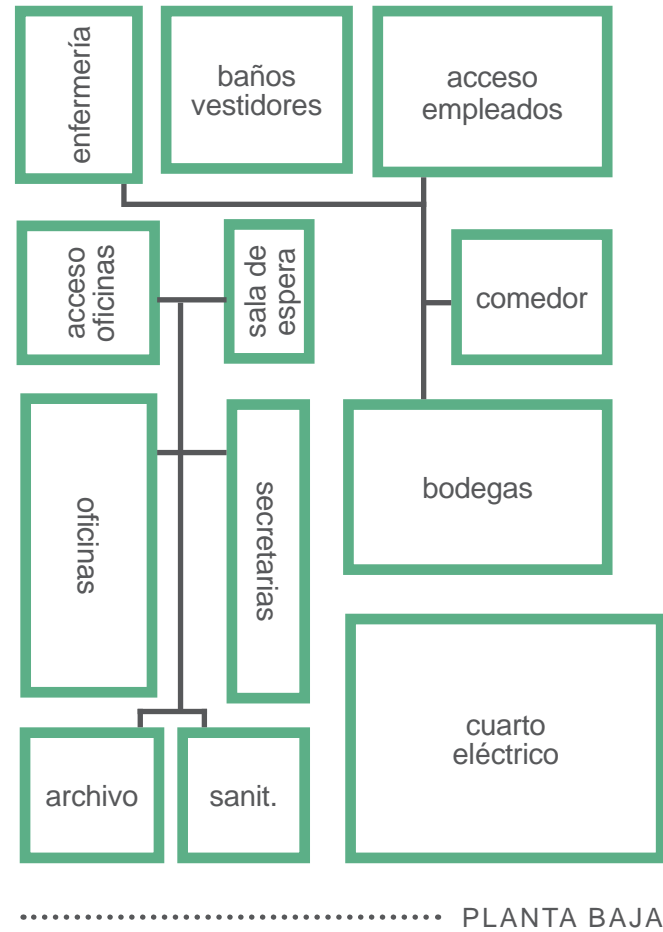 enfermería
baños
vestidores
acceso
empleados
acceso
oficinas
sala de
espera
comedor
oficinas
secretarias
bodegas
archivo
sanit.
cuarto
eléctrico
PLANTA BAJA